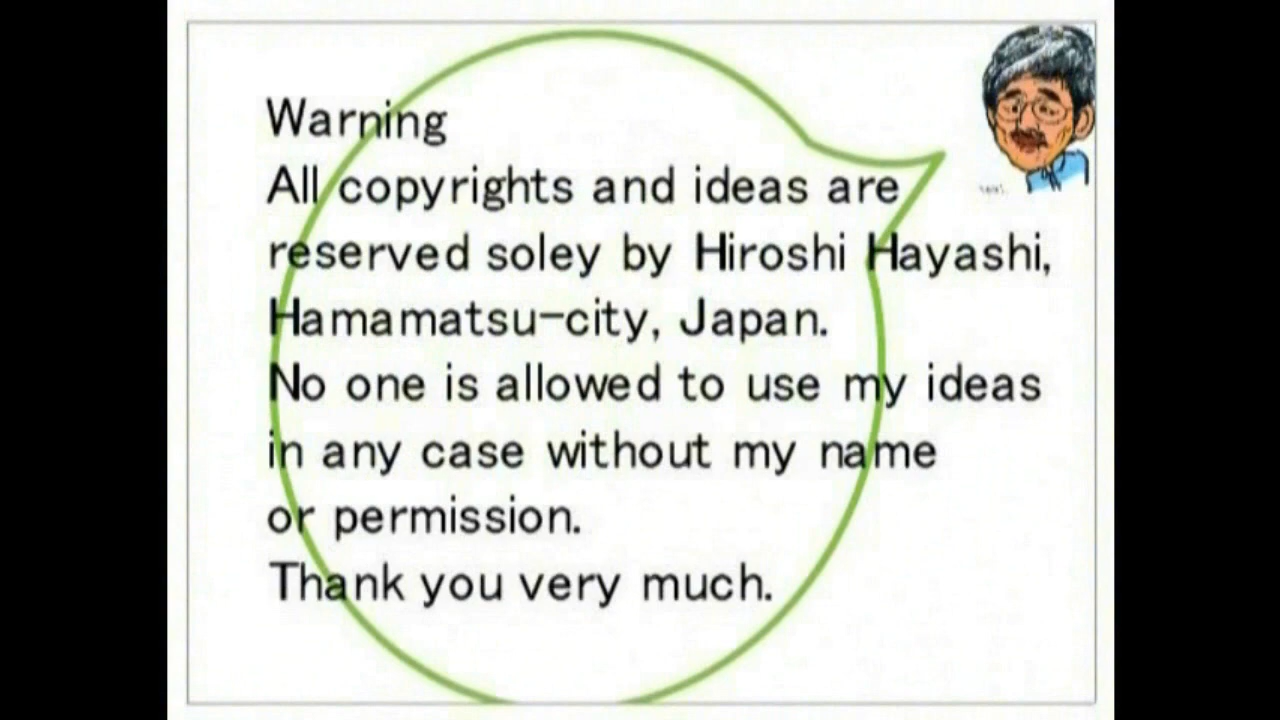 Warning
All copyrights and ideas are
reserved soley by Hiroshi Hayashi,
Hamamatsu-city, Japan.
No one is allowed to use my ideas
in any case without my name
or permission.
Thank you very much.